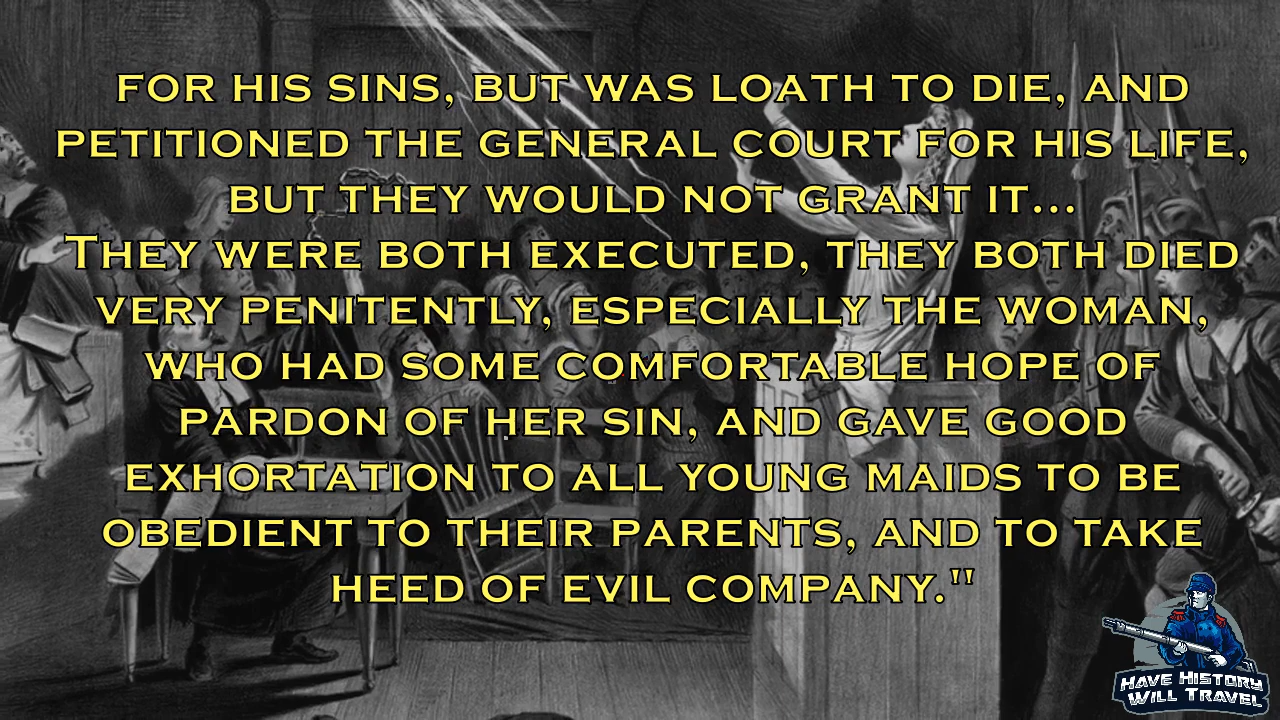 FOR HIS SINS, BUT WAS LOATH TO DIE, AND
PETITIONED THE GENERAL COURT FOR HIS LIFE,
BUT THEY WOULD NOT GRANT IT...
THEY WERE BOTH EXECUTED, THEY BOTH DIED
VERY PENITENTLY, ESPECIALLY THE WOMAN,
WHO HAD SOME COMFORTABLE HOPE OF
PARDON OF HER SIN, AND GAVE GOOD
EXHORTATION TO ALL YOUNG MAIDS TO BE
OBEDIENT TO THEIR PARENTS, AND TO TAKE
HEED OF EVIL COMPANY."
HAVE HISTORY
WILL TRAVEL